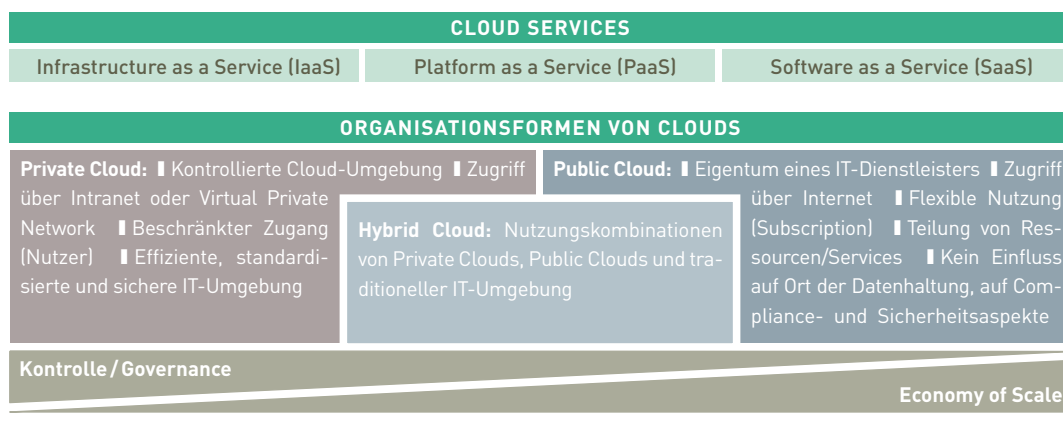 CLOUD SERVICES
Infrastructure as a Service (IaaS)
Platform as a Service (PaaS)
Software as a Service (SaaS)
ORGANISATIONSFORMEN VON CLOUDS
Private Cloud: ❚ Kontrollierte Cloud-Umgebung ❚ Zugriff
über Intranet oder Virtual Private
Network ❚ Beschränkter Zugang
(Nutzer) ❚ Effiziente, standardi-
sierte und sichere IT-Umgebung
Hybrid Cloud: Nutzungskombinationen
von Private Clouds, Public Clouds und tra-
ditioneller IT-Umgebung
Public Cloud: ❚ Eigentum eines IT-Dienstleisters ❚ Zugriff
über Internet ❚ Flexible Nutzung
(Subscription) ❚ Teilung von Res-
sourcen/Services ❚ Kein Einfluss
auf Ort der Datenhaltung, auf Com-
pliance- und Sicherheitsaspekte
Kontrolle / Governance
Economy of Scale